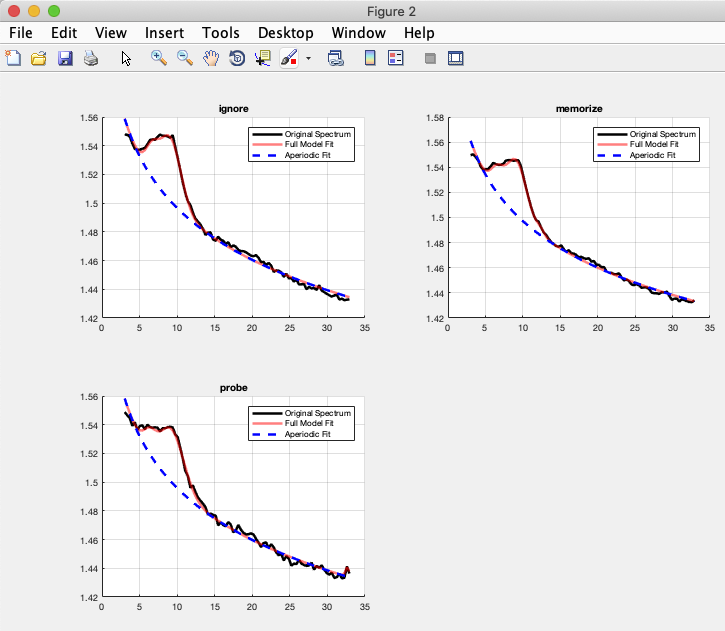 Figure 2
File Edit View Insert Tools Desktop Window Help
ignore
1.56
1.54
1.52
1.5
1.48
1.46
1.44
1.42
0 5 10 15 20 25 30 35
Original Spectrum
Full Model Fit
Aperiodic Fit
memorize
1.58
1.56
1.54
1.52
1.5
1.48
1.46
1.44
1.42
0 5 10 15 20 25 30 35
Original Spectrum
Full Model Fit
Aperiodic Fit
probe
1.56
1.54
1.52
1.5
1.48
1.46
1.44
1.42
0 5 10 15 20 25 30 35
Original Spectrum
Full Model Fit
Aperiodic Fit